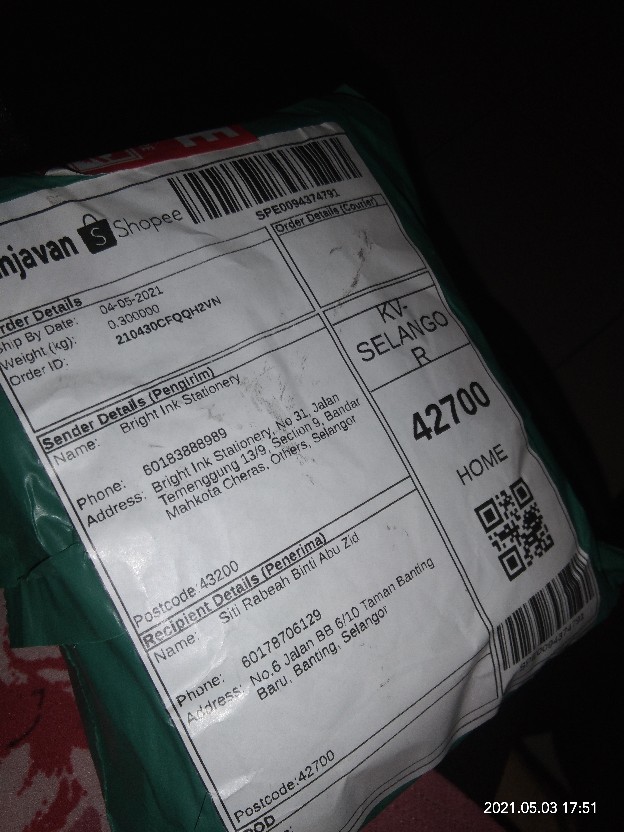 njavan Shopee
SPE0094374791
Order Details
Ship By Date: 04-05-2021
Weight (kg): 0.300000
Order ID: 210430CFQQH2VN
Order Details (Courier)
KV-
SELANGO
R
42700
HOME
Sender Details (Pengirim)
Name: Bright Ink Stationery
Phone: 60183888989
Address: Bright Ink Stationery, No 31, Jalan
Temenggung 13/9, Section 9, Bandar
Mahkota Cheras, Others, Selangor
Postcode:43200
Recipient Details (Penerima)
Name: Siti Rabeah Binti Abu Zid
Phone: 60178706129
Address: No.6 Jalan BB 6/10 Taman Banting
Baru, Banting, Selangor
Postcode:42700
SPE0094374791
2021.05.03 17:51